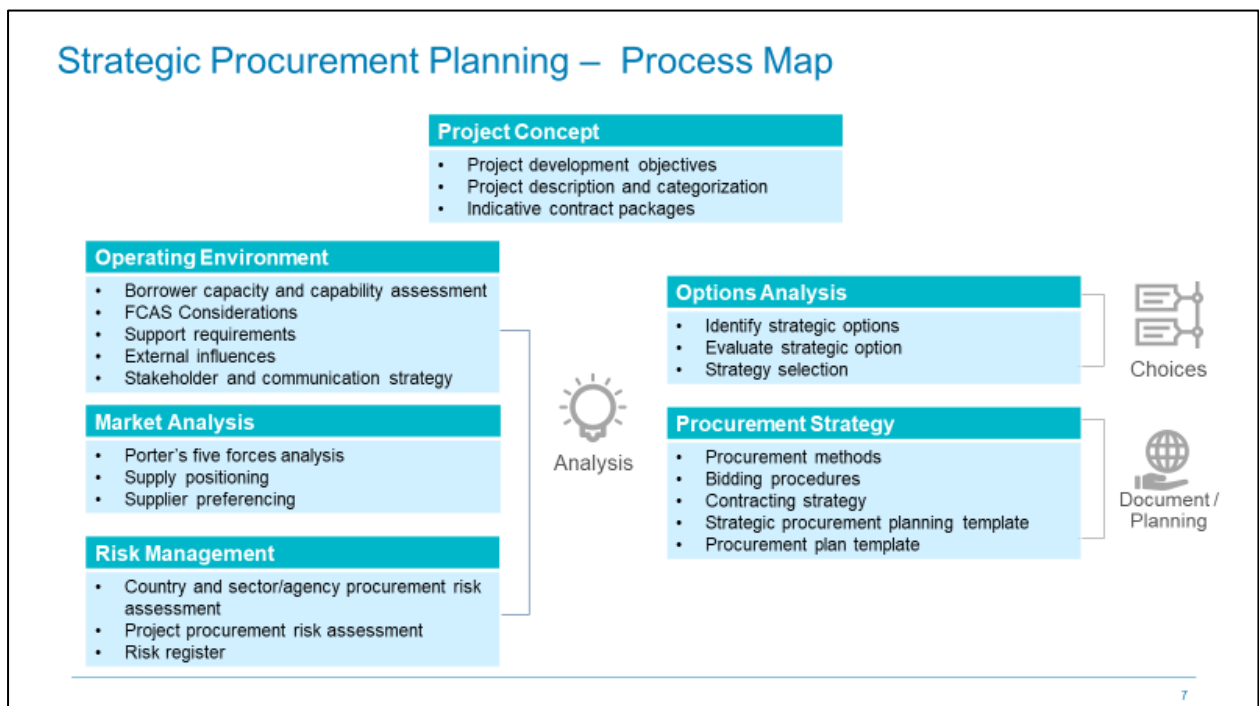 Strategic Procurement Planning – Process Map
Project Concept
• Project development objectives
• Project description and categorization
• Indicative contract packages
Operating Environment
• Borrower capacity and capability assessment
• FCAS Considerations
• Support requirements
• External influences
• Stakeholder and communication strategy
Market Analysis
• Porter's five forces analysis
• Supply positioning
• Supplier preferencing
Risk Management
• Country and sector/agency procurement risk
assessment
• Project procurement risk assessment
• Risk register
Analysis
Options Analysis
• Identify strategic options
• Evaluate strategic option
• Strategy selection
Choices
Procurement Strategy
• Procurement methods
• Bidding procedures
• Contracting strategy
• Strategic procurement planning template
• Procurement plan template
Document /
Planning
7